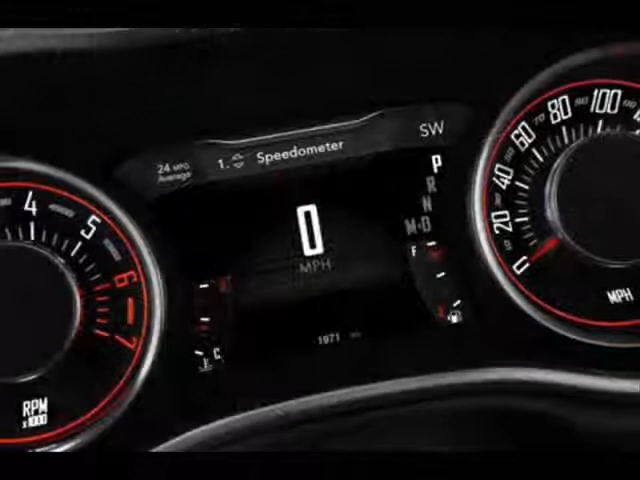 SW
24 MPG
Average
1. Speedometer
P
R
N
M-D
0
MPH
F
C
1971
4
5
6
7
RPM
x1000
0
20
40
60
80
100
MPH